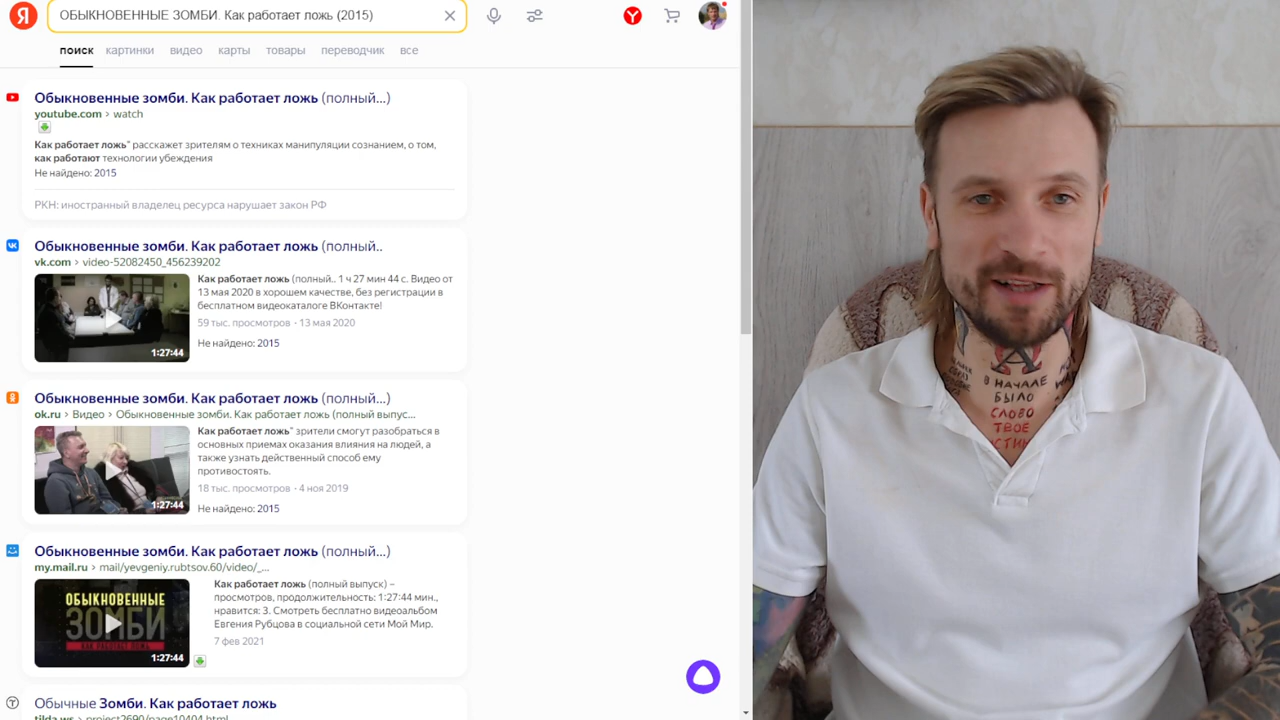 Я
ОБЫКНОВЕННЫЕ ЗОМБИ. Как работает ложь (2015)
Y
поиск картинки видео карты товары переводчик все
Обыкновенные зомби. Как работает ложь (полный...)
youtube.com › watch
Как работает ложь" расскажет зрителям о техниках манипуляции сознанием, о том,
как работают технологии убеждения
Не найдено: 2015
РКН: иностранный владелец ресурса нарушает закон РФ
Обыкновенные зомби. Как работает ложь (полный..
vk.com › video-52082450_456239202
Как работает ложь (полный.. 1 ч 27 мин 44 с. Видео от
13 мая 2020 в хорошем качестве, без регистрации в
бесплатном видеокаталоге ВКонтакте!
59 тыс. просмотров · 13 мая 2020
Не найдено: 2015
1:27:44
Обыкновенные зомби. Как работает ложь (полный...)
ok.ru › Видео › Обыкновенные зомби. Как работает ложь (полный выпус...
Как работает ложь" зрители смогут разобраться в
основных приемах оказания влияния на людей, а
также узнать действенный способ ему
противостоять.
18 тыс. просмотров · 4 ноя 2019
1:27:44
Не найдено: 2015
Обыкновенные зомби. Как работает ложь (полный...)
my.mail.ru › mail/yevgeniy.rubtsov.60/video/_...
Как работает ложь (полный выпуск) –
просмотров, продолжительность: 1:27:44 мин.,
нравится: 3. Смотреть бесплатно видеоальбом
Евгения Рубцова в социальной сети Мой Мир.
7 фев 2021
ОБЫКНОВЕННЫЕ
ЗОМБИ
КАК РАБОТАЕТ ЛОЖЬ
1:27:44
Обычные Зомби. Как работает ложь
tilda.ws › project2690/page10404.html
В НАЧАЛЕ
БЫЛО
СЛОВО
ТВОЕ